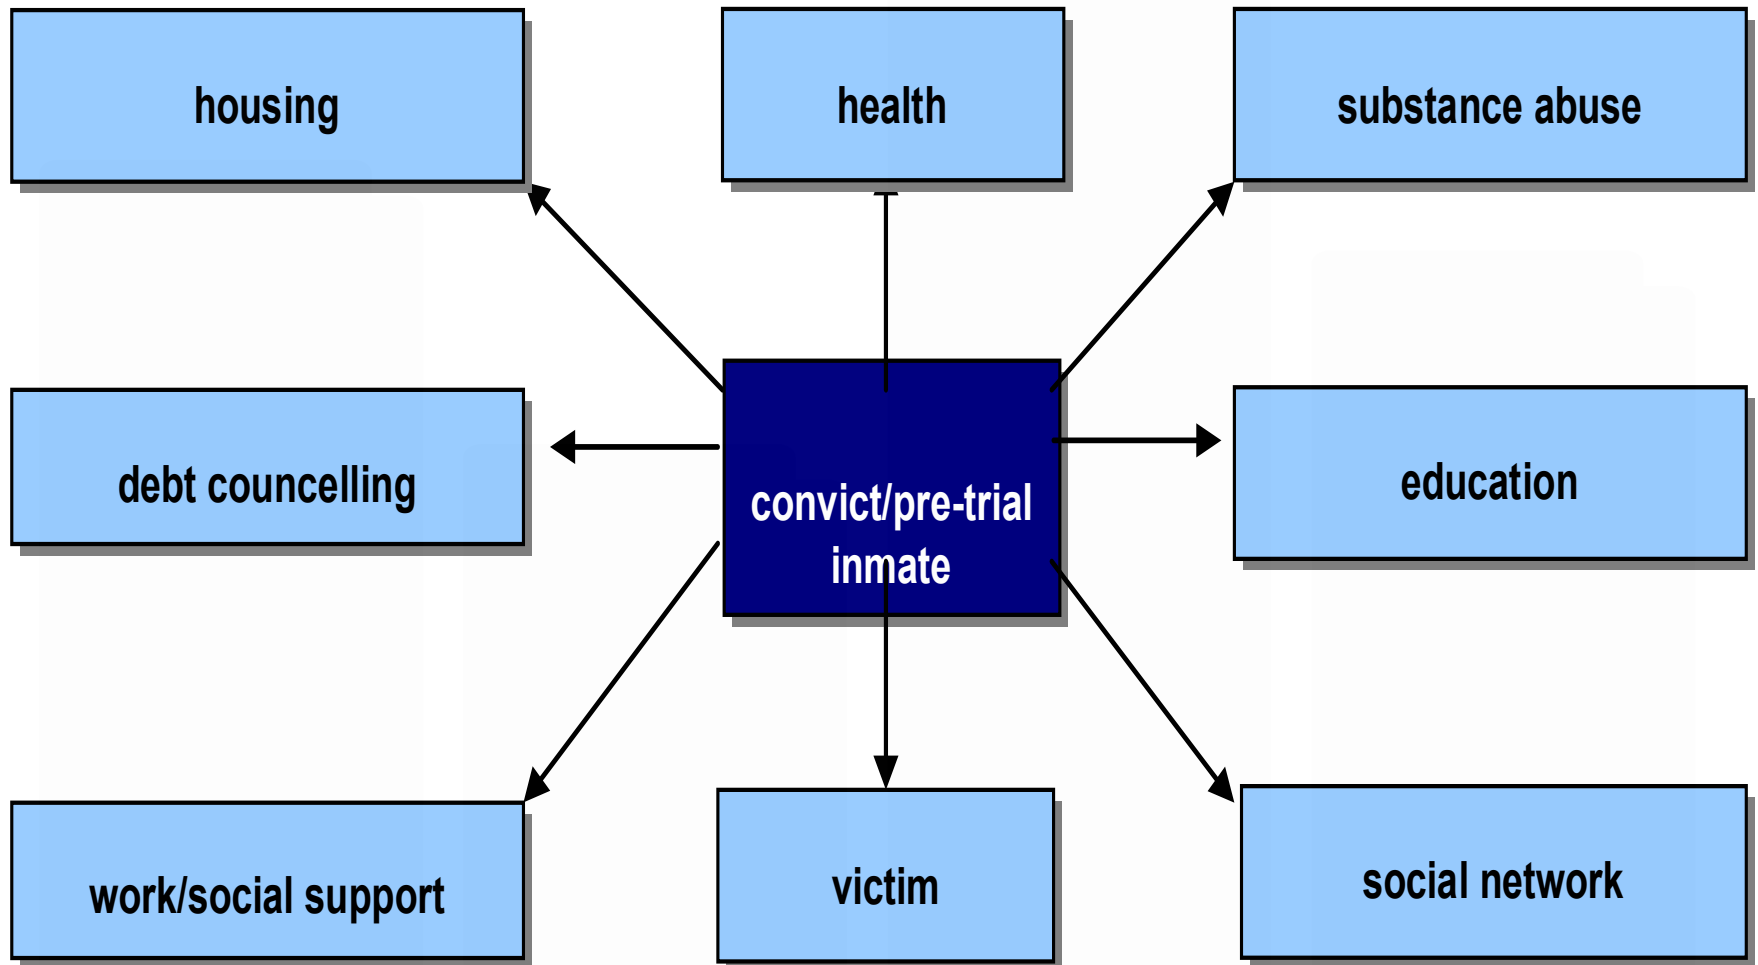 housing
health
substance abuse
debt councelling
convict/pre-trial
inmate
education
work/social support
victim
social network